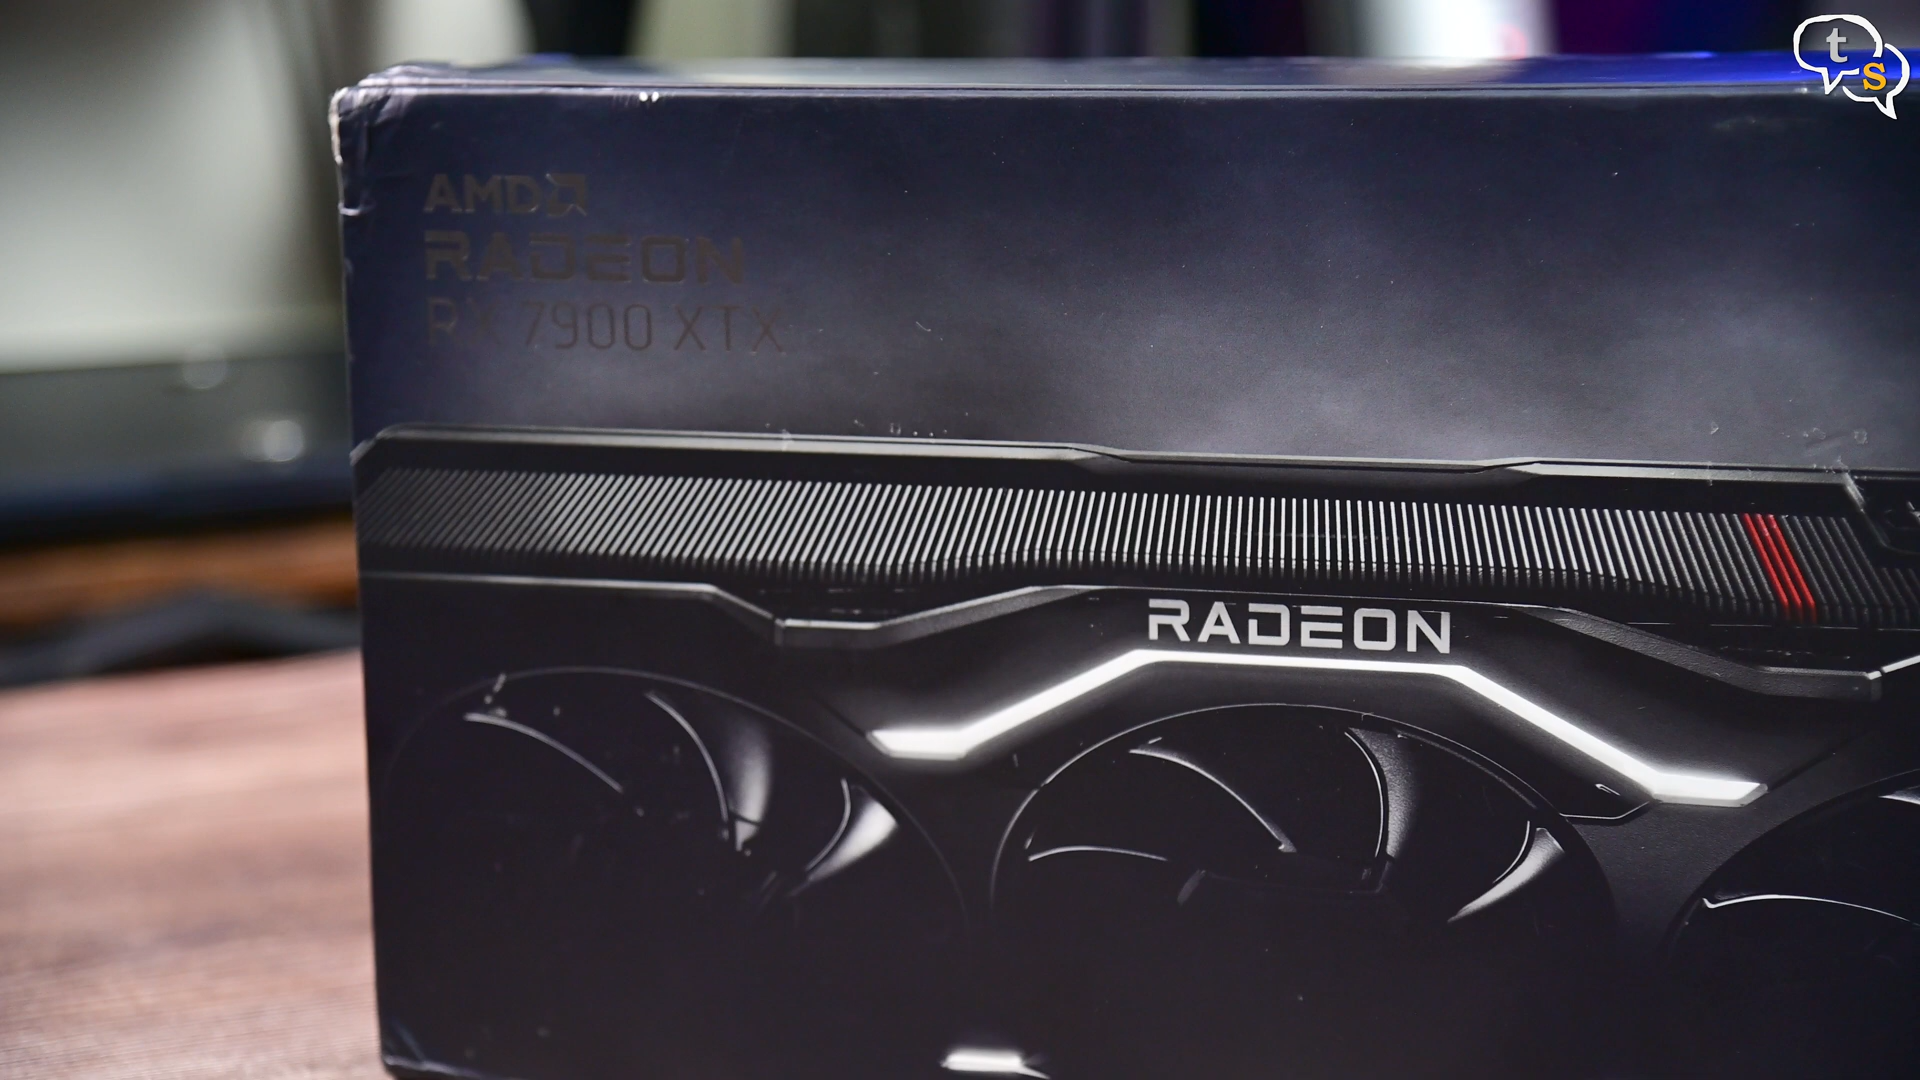 AMD
RADEON
RX 7900 XTX
RADEON
t
s